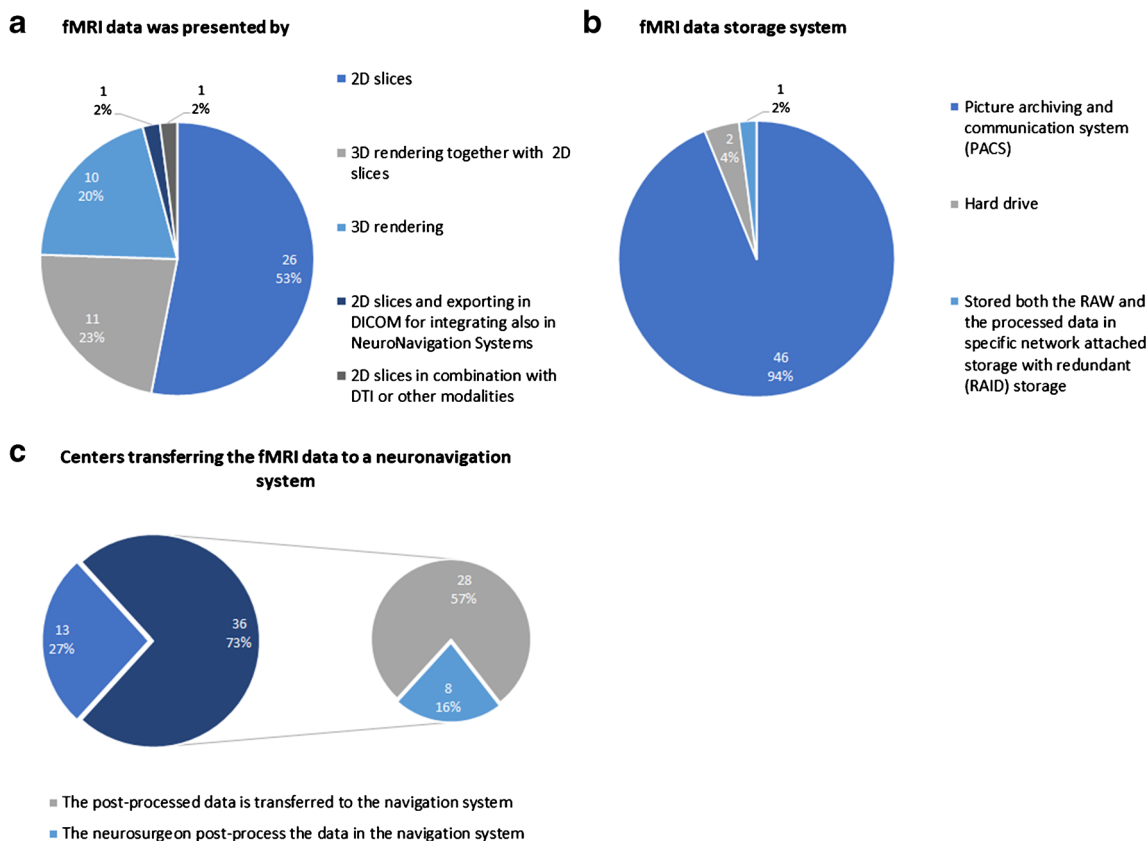 a
fMRI data was presented by
1
2%
1
2%
10
20%
11
23%
26
53%
2D slices
3D rendering together with 2D
slices
3D rendering
2D slices and exporting in
DICOM for integrating also in
NeuroNavigation Systems
2D slices in combination with
DTI or other modalities
b
fMRI data storage system
1
2%
2
4%
46
94%
Picture archiving and
communication system
(PACS)
Hard drive
Stored both the RAW and
the processed data in
specific network attached
storage with redundant
(RAID) storage
c
Centers transferring the fMRI data to a neuronavigation
system
13
27%
36
73%
28
57%
8
16%
The post-processed data is transferred to the navigation system
The neurosurgeon post-process the data in the navigation system